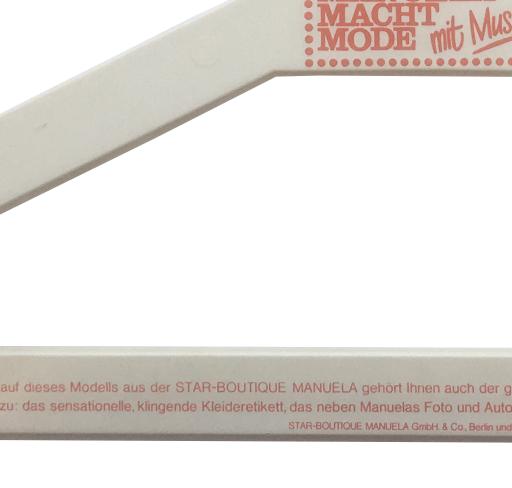 MACHT
MODE mit Mus
auf dieses Modells aus der STAR-BOUTIQUE MANUELA gehört Ihnen auch der g
zu: das sensationelle, klingende Kleideretikett, das neben Manuelas Foto und Auto
STAR-BOUTIQUE MANUELA GmbH. & Co., Berlin und